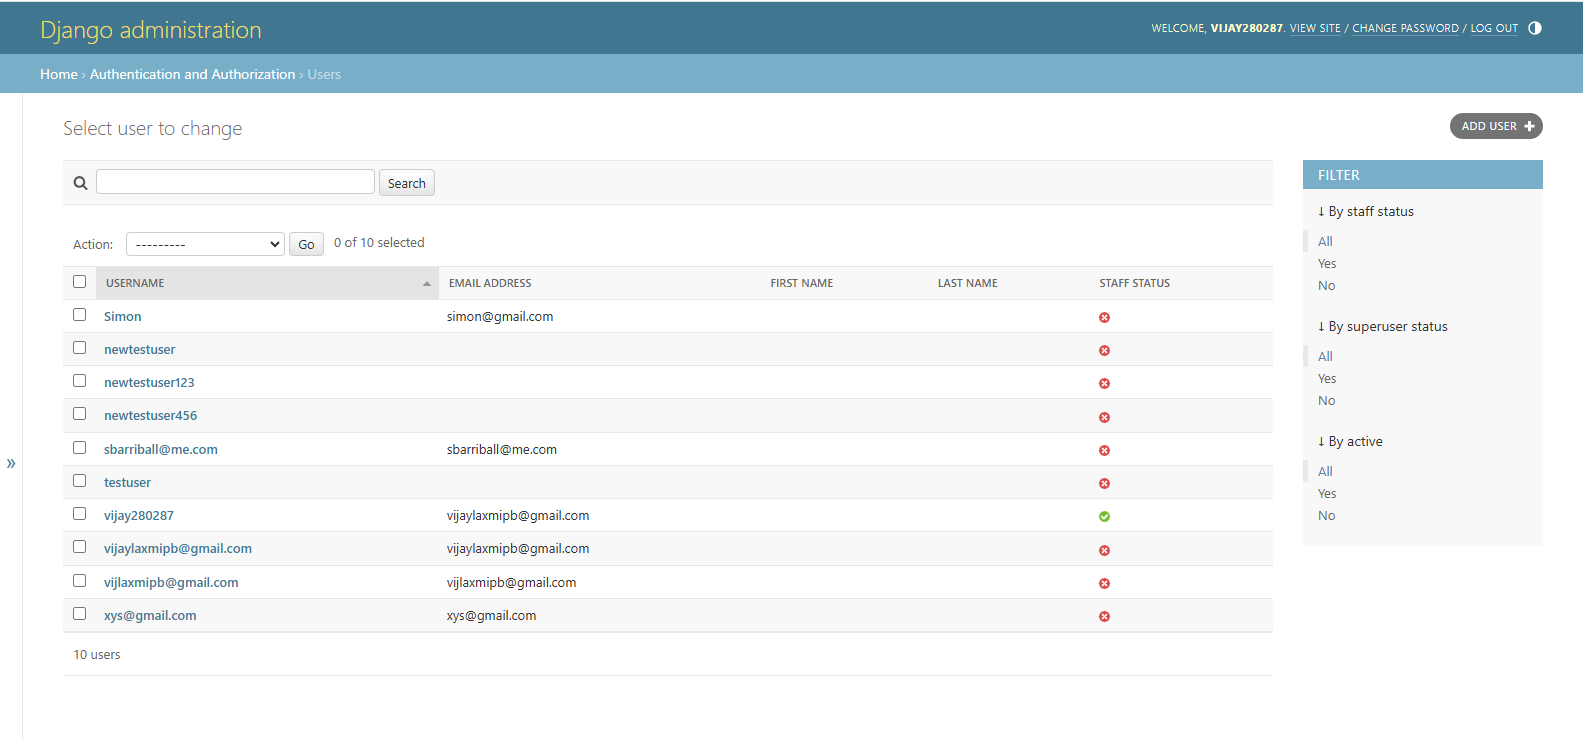 Django administration
WELCOME, VIJAY280287. VIEW SITE / CHANGE PASSWORD / LOG OUT
Home › Authentication and Authorization › Users
Select user to change
ADD USER +
Search
Action: --------- Go 0 of 10 selected
USERNAME EMAIL ADDRESS FIRST NAME LAST NAME STAFF STATUS
Simon simon@gmail.com
newtestuser
newtestuser123
newtestuser456
sbarriball@me.com sbarriball@me.com
testuser
vijay280287 vijaylaxmipb@gmail.com
vijaylaxmipb@gmail.com vijaylaxmipb@gmail.com
vijlaxmipb@gmail.com vijlaxmipb@gmail.com
xys@gmail.com xys@gmail.com
10 users
FILTER
↓ By staff status
All
Yes
No
↓ By superuser status
All
Yes
No
↓ By active
All
Yes
No
»